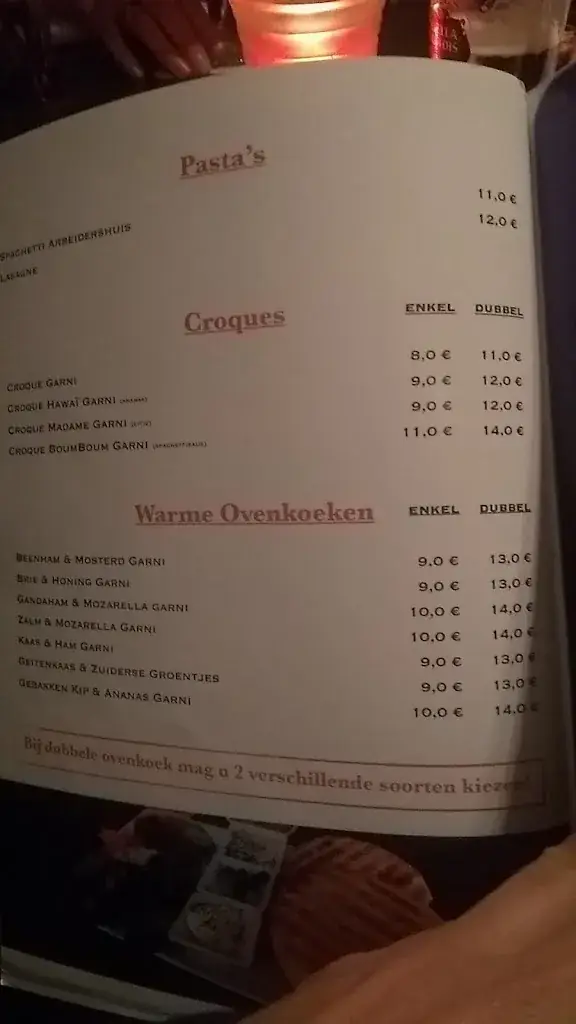 Pasta's
Spaghetti Arbeidershuis 11,0 €
Lasagne 12,0 €
Croques ENKEL DUBBEL
Croque Garni 8,0 € 11,0 €
Croque Hawaï Garni 9,0 € 12,0 €
Croque Madame Garni 9,0 € 12,0 €
Croque BoumBoum Garni (spaghettisaus) 11,0 € 14,0 €
Warme Ovenkoeken ENKEL DUBBEL
Beenham & Mosterd Garni 9,0 € 13,0 €
Brie & Honing Garni 9,0 € 13,0 €
Gandaham & Mozarella Garni 10,0 € 14,0 €
Zalm & Mozarella Garni 10,0 € 14,0 €
Kaas & Ham Garni 9,0 € 13,0 €
Geitenkaas & Zuiderse Groentjes 9,0 € 13,0 €
Gebakken Kip & Ananas Garni 10,0 € 14,0 €
Bij dubbele ovenkoek mag u 2 verschillende soorten kiezen!